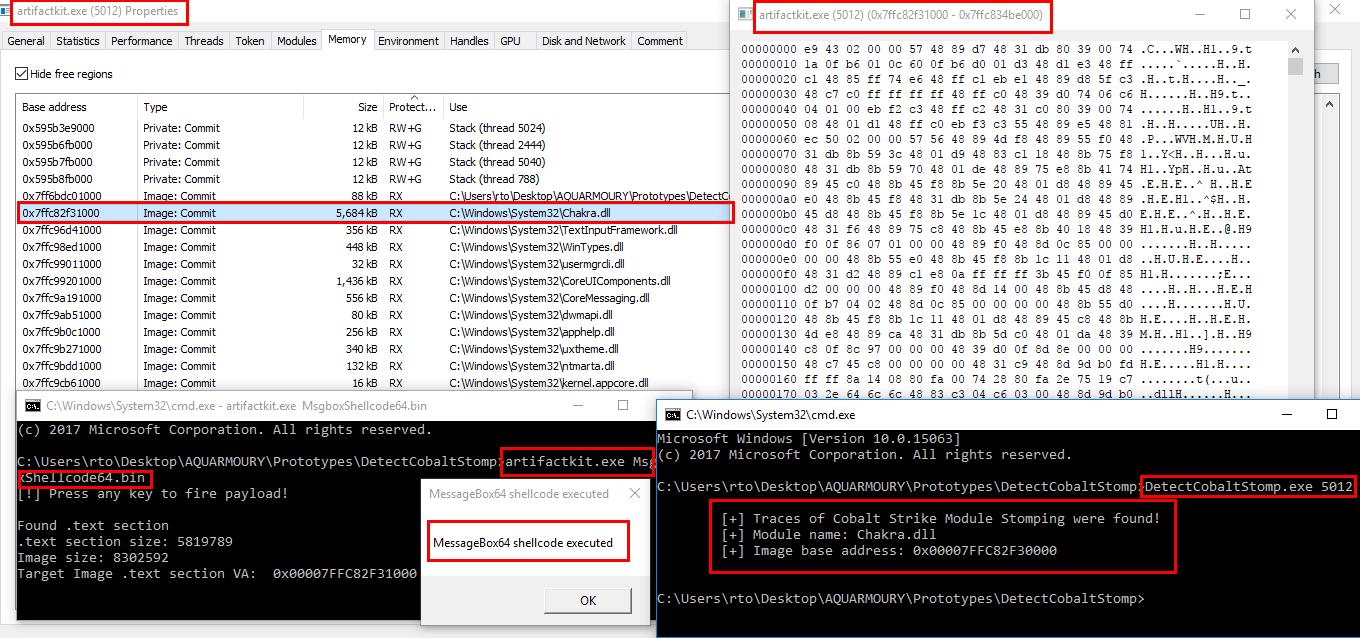 artifactkit.exe (5012) Properties
General Statistics Performance Threads Token Modules Memory Environment Handles GPU Disk and Network Comment
Hide free regions
Base address Type Size Protect... Use
0x595b3e9000 Private: Commit 12 kB RW+G Stack (thread 5024)
0x595b6fb000 Private: Commit 12 kB RW+G Stack (thread 2444)
0x595b7fb000 Private: Commit 12 kB RW+G Stack (thread 5040)
0x595b8fb000 Private: Commit 12 kB RW+G Stack (thread 788)
0x7ff6bdc01000 Image: Commit 88 kB RX C:\Users\rto\Desktop\AQUARMOURY\Prototypes\DetectCo
0x7ffc82f31000 Image: Commit 5,684 kB RX C:\Windows\System32\Chakra.dll
0x7ffc96d41000 Image: Commit 356 kB RX C:\Windows\System32\TextInputFramework.dll
0x7ffc98ed1000 Image: Commit 448 kB RX C:\Windows\System32\WinTypes.dll
0x7ffc99011000 Image: Commit 32 kB RX C:\Windows\System32\usermgrcli.dll
0x7ffc99201000 Image: Commit 1,436 kB RX C:\Windows\System32\CoreUIComponents.dll
0x7ffc9a191000 Image: Commit 556 kB RX C:\Windows\System32\CoreMessaging.dll
0x7ffc9ab51000 Image: Commit 80 kB RX C:\Windows\System32\dwmapi.dll
0x7ffc9b0c1000 Image: Commit 256 kB RX C:\Windows\System32\apphelp.dll
0x7ffc9b271000 Image: Commit 340 kB RX C:\Windows\System32\uxtheme.dll
0x7ffc9bdd1000 Image: Commit 132 kB RX C:\Windows\System32\ntmarta.dll
0x7ffc9cb61000 Image: Commit 16 kB RX C:\Windows\System32\kernel.appcore.dll
artifactkit.exe (5012) (0x7ffc82f31000 - 0x7ffc834be000)
00000000 e9 43 02 00 00 57 48 89 d7 48 31 db 80 39 00 74 .C...WH..H1..9.t
00000010 1a 0f b6 01 0c 60 0f b6 d0 01 d3 48 d1 e3 48 ff .....`.....H..H.
00000020 c1 48 85 ff 74 e6 48 ff c1 eb e1 48 89 d8 5f c3 .H..t.H....H.._.
00000030 48 c7 c0 ff ff ff ff 48 ff c0 48 39 d0 74 06 c6 H......H..H9.t..
00000040 04 01 00 eb f2 c3 48 ff c2 48 31 c0 80 39 00 74 ......H..H1..9.t
00000050 08 48 01 d1 48 ff c0 eb f3 c3 55 48 89 e5 48 81 .H..H.....UH..H.
00000060 ec 50 02 00 00 57 56 48 89 4d f8 48 89 55 f0 48 .P...WVH.M.H.U.H
00000070 31 db 8b 59 3c 48 01 d9 48 83 c1 18 48 8b 75 f8 1..Y<H..H...H.u.
00000080 48 31 db 8b 59 70 48 01 de 48 89 75 e8 8b 41 74 H1..YpH..H.u..At
00000090 89 45 c0 48 8b 45 f8 8b 5e 20 48 01 d8 48 89 45 .E.H.E..^ H..H.E
000000a0 e0 48 8b 45 f8 48 31 db 8b 5e 24 48 01 d8 48 89 .H.E.H1..^$H..H.
000000b0 45 d8 48 8b 45 f8 8b 5e 1c 48 01 d8 48 89 45 d0 E.H.E..^.H..H.E.
000000c0 48 31 f6 48 89 75 c8 48 8b 45 e8 8b 40 18 48 39 H1.H.u.H.E..@.H9
000000d0 f0 0f 86 07 01 00 00 48 89 f0 48 8d 0c 85 00 00 .......H..H.....
000000e0 00 00 48 8b 55 e0 48 8b 45 f8 8b 1c 11 48 01 d8 ..H.U.H.E....H..
000000f0 48 31 d2 48 89 c1 e8 0a ff ff ff 3b 45 f0 0f 85 H1.H.......;E...
00000100 d2 00 00 00 48 89 f0 48 8d 14 00 48 8b 45 d8 48 ....H..H...H.E.H
00000110 0f b7 04 02 48 8d 0c 85 00 00 00 00 48 8b 55 d0 ....H.......H.U.
00000120 48 8b 45 f8 8b 1c 11 48 01 d8 48 89 45 c8 48 8b H.E....H..H.E.H.
00000130 4d e8 48 89 ca 48 31 db 8b 5d c0 48 01 da 48 39 M.H..H1..].H..H9
00000140 c8 0f 8c 97 00 00 00 48 39 d0 0f 8d 8e 00 00 00 .......H9.......
00000150 48 c7 45 c8 00 00 00 00 48 31 c9 48 8d 9d b0 fd H.E.....H1.H....
00000160 ff ff 8a 14 08 80 fa 00 74 28 80 fa 2e 75 19 c7 ........t(...u..
00000170 03 2e 64 6c 6c 48 83 c3 04 c6 03 00 48 8d 9d b0 ..dllH......H...
C:\Windows\System32\cmd.exe - artifactkit.exe MsgboxShellcode64.bin
(c) 2017 Microsoft Corporation. All rights reserved.
C:\Users\rto\Desktop\AQUARMOURY\Prototypes\DetectCobaltStomp>artifactkit.exe Msg
xShellcode64.bin
[!] Press any key to fire payload!
Found .text section
.text section size: 5819789
Image size: 8302592
Target Image .text section VA: 0x00007FFC82F31000
MessageBox64 shellcode executed
MessageBox64 shellcode executed
OK
C:\Windows\System32\cmd.exe
Microsoft Windows [Version 10.0.15063]
(c) 2017 Microsoft Corporation. All rights reserved.
C:\Users\rto\Desktop\AQUARMOURY\Prototypes\DetectCobaltStomp>DetectCobaltStomp.exe 5012
[+] Traces of Cobalt Strike Module Stomping were found!
[+] Module name: Chakra.dll
[+] Image base address: 0x00007FFC82F30000
C:\Users\rto\Desktop\AQUARMOURY\Prototypes\DetectCobaltStomp>